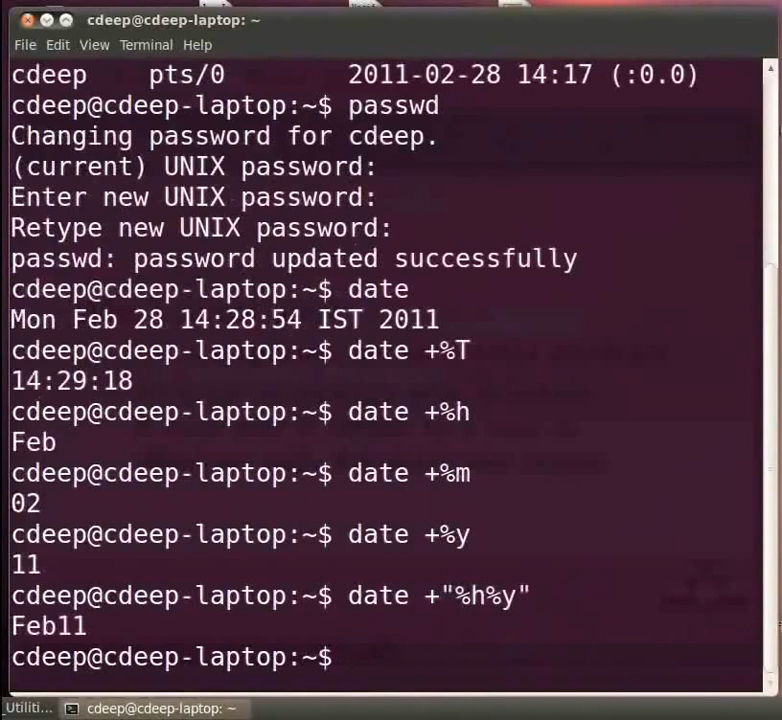 cdeep@cdeep-laptop: ~
File Edit View Terminal Help
cdeep    pts/0        2011-02-28 14:17 (:0.0)
cdeep@cdeep-laptop:~$ passwd
Changing password for cdeep.
(current) UNIX password:
Enter new UNIX password:
Retype new UNIX password:
passwd: password updated successfully
cdeep@cdeep-laptop:~$ date
Mon Feb 28 14:28:54 IST 2011
cdeep@cdeep-laptop:~$ date +%T
14:29:18
cdeep@cdeep-laptop:~$ date +%h
Feb
cdeep@cdeep-laptop:~$ date +%m
02
cdeep@cdeep-laptop:~$ date +%y
11
cdeep@cdeep-laptop:~$ date +"%h%y"
Feb11
cdeep@cdeep-laptop:~$
_Utiliti... cdeep@cdeep-laptop: ~